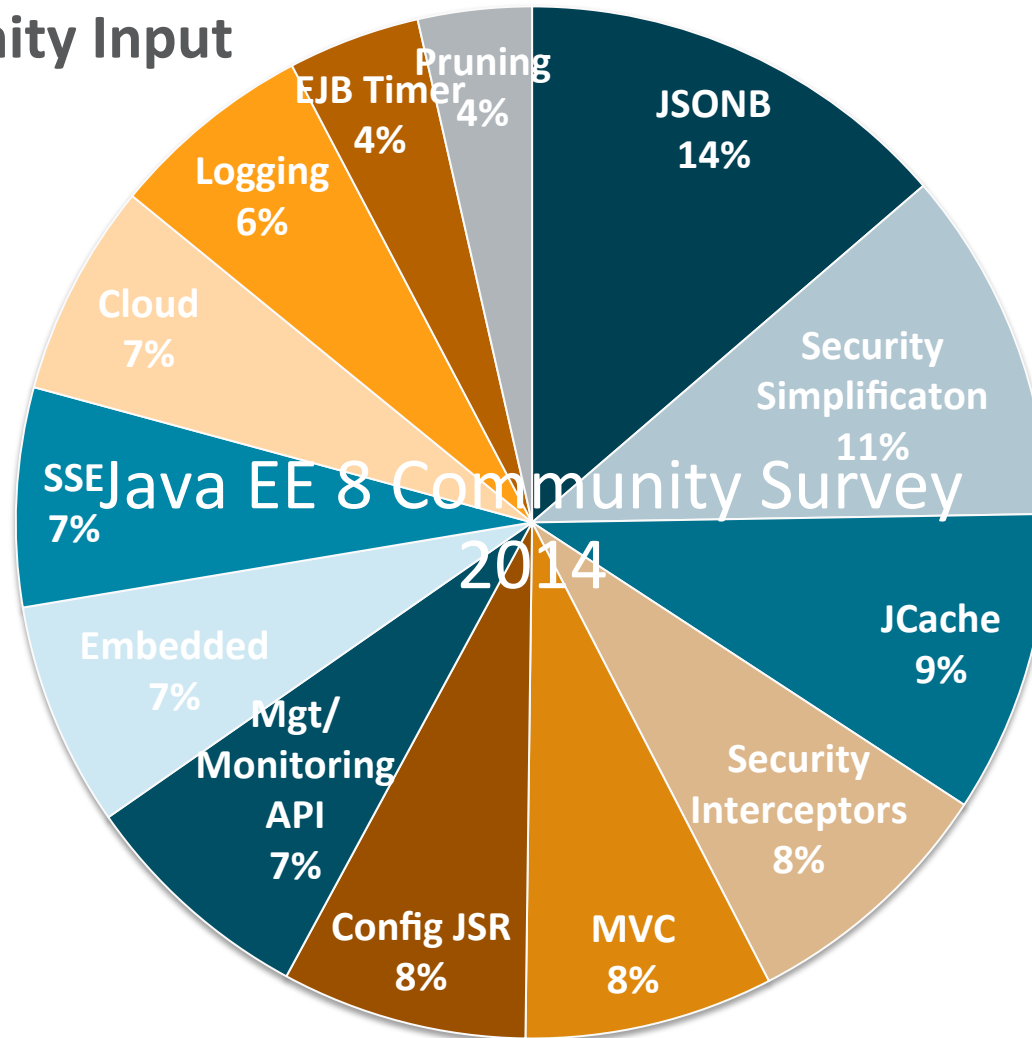 nity Input
Pruning
4%
EJB Timer
4%
JSONB
14%
Logging
6%
Cloud
7%
Security
Simplificaton
11%
SSE
7%
Java EE 8 Community Survey
2014
JCache
9%
Embedded
7%
Mgt/
Monitoring
API
7%
Security
Interceptors
8%
Config JSR
8%
MVC
8%